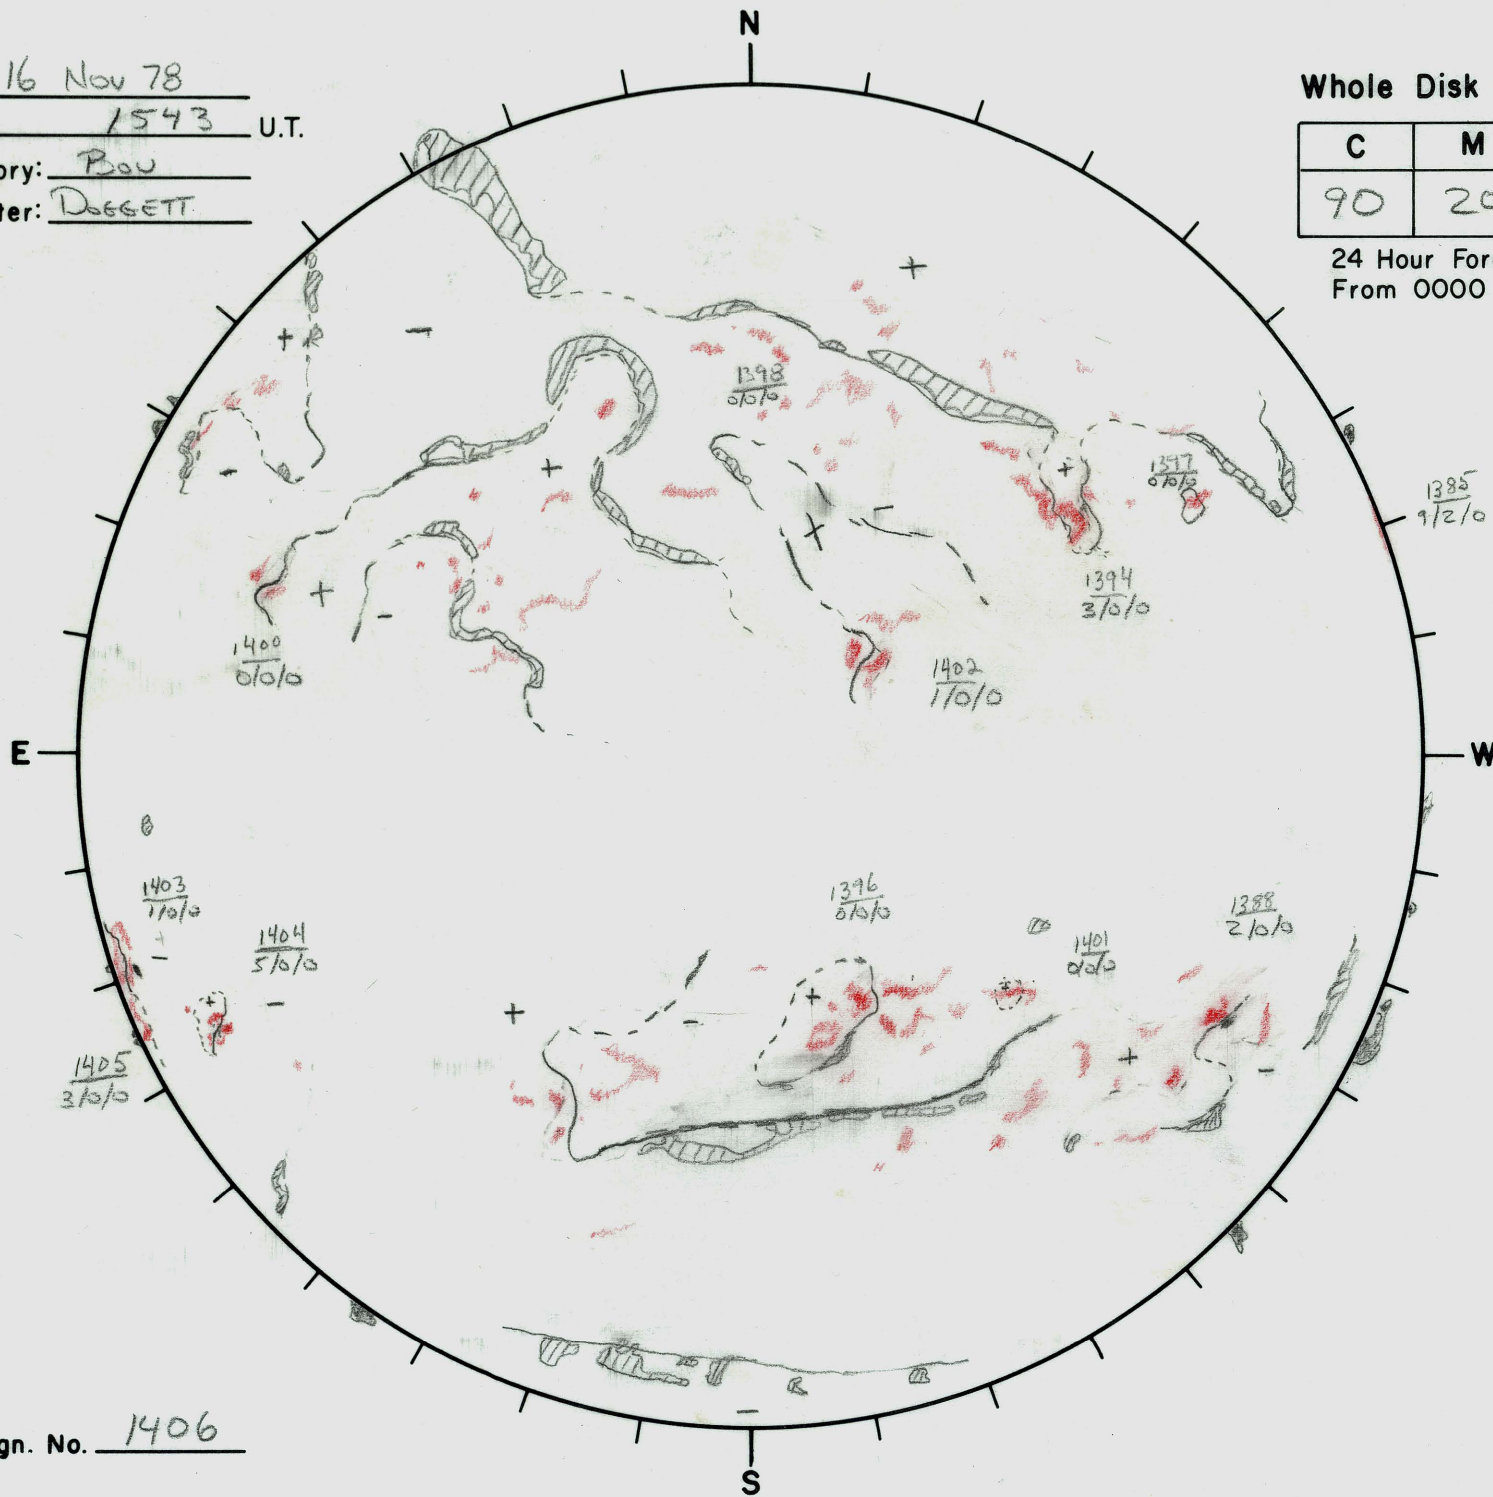 N
16 Nov 78
1543 U.T.
ory: Bou
ter: DOGGETT
Whole Disk
C M
90 20
24 Hour For
From 0000
1398
0/0/0
1397
0/0/0
1385
9/2/0
1394
3/0/0
1400
0/0/0
1402
1/0/0
E
W
1403
1/0/0
1404
5/0/0
1396
0/0/0
1401
0/0/0
1388
2/0/0
1405
3/0/0
gn. No. 1406
S